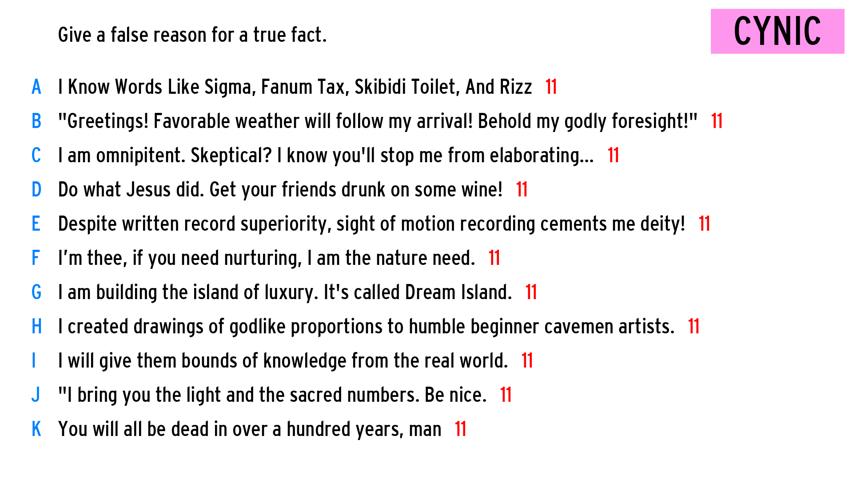 Give a false reason for a true fact.
CYNIC
A I Know Words Like Sigma, Fanum Tax, Skibidi Toilet, And Rizz 11
B "Greetings! Favorable weather will follow my arrival! Behold my godly foresight!" 11
C I am omnipitent. Skeptical? I know you'll stop me from elaborating... 11
D Do what Jesus did. Get your friends drunk on some wine! 11
E Despite written record superiority, sight of motion recording cements me deity! 11
F I'm thee, if you need nurturing, I am the nature need. 11
G I am building the island of luxury. It's called Dream Island. 11
H I created drawings of godlike proportions to humble beginner cavemen artists. 11
I I will give them bounds of knowledge from the real world. 11
J "I bring you the light and the sacred numbers. Be nice. 11
K You will all be dead in over a hundred years, man 11